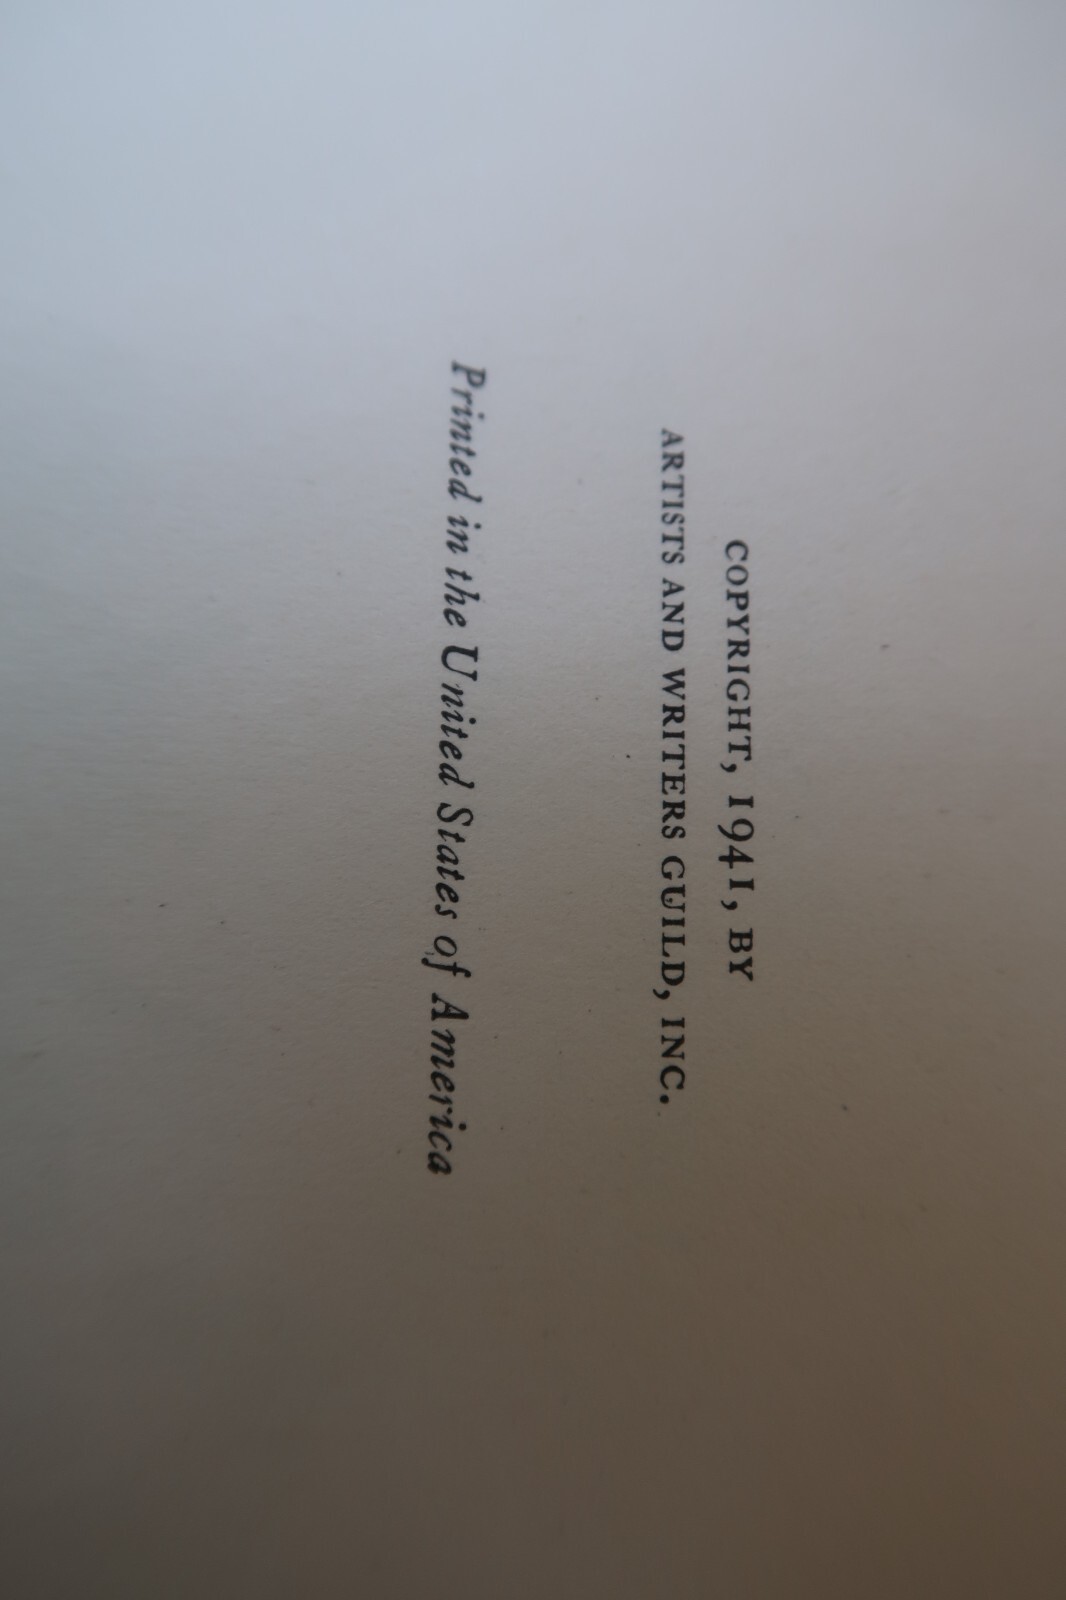 COPYRIGHT, 1941, BY
ARTISTS AND WRITERS GUILD, INC.
Printed in the United States of America